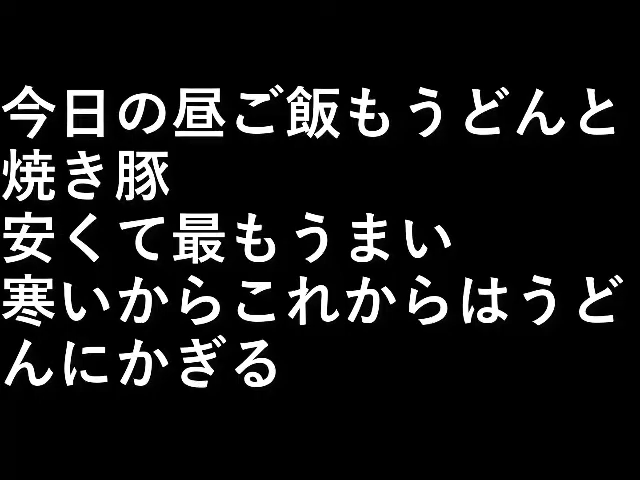 今日の昼ご飯もうどんと
焼き豚
安くて最もうまい
寒いからこれからはうど
んにかぎる